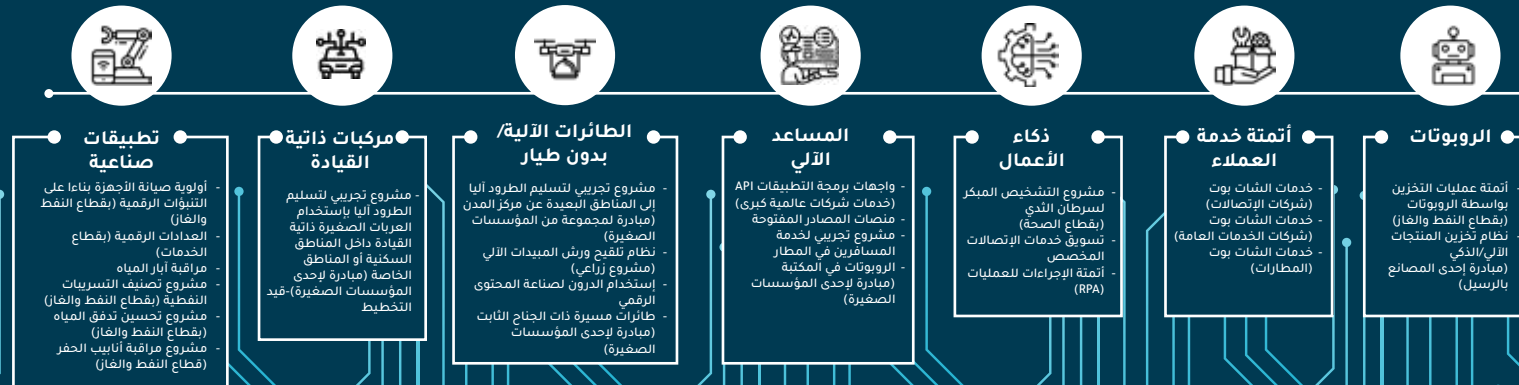 الروبوتات
- أتمتة عمليات التخزين
بواسطة الروبوتات
(بقطاع النفط والغاز)
- نظام تخزين المنتجات
الآلي/الذكي
(مبادرة إحدى المصانع
بالرسيل)
أتمتة خدمة
العملاء
- خدمات الشات بوت
(شركات الإتصالات)
- خدمات الشات بوت
(شركات الخدمات العامة)
- خدمات الشات بوت
(المطارات)
ذكاء
الأعمال
- مشروع التشخيص المبكر
لسرطان الثدي
(بقطاع الصحة)
- تسويق خدمات الإتصالات
المخصص
- أتمتة الإجراءات للعمليات
(RPA)
المساعد
الآلي
- واجهات برمجة التطبيقات API
(خدمات شركات عالمية كبرى)
- منصات المصادر المفتوحة
- مشروع تجريبي لخدمة
المسافرين في المطار
- الروبوتات في المكتبة
(مبادرة لإحدى المؤسسات
الصغيرة)
الطائرات الآلية/
بدون طيار
- مشروع تجريبي لتسليم الطرود آليا
إلى المناطق البعيدة عن مركز المدن
(مبادرة لمجموعة من المؤسسات
الصغيرة)
- نظام تلقيح ورش المبيدات الآلي
(مشروع زراعي)
- إستخدام الدرون لصناعة المحتوى
الرقمي
- طائرات مسيرة ذات الجناح الثابت
(مبادرة لإحدى المؤسسات
الصغيرة)
مركبات ذاتية
القيادة
- مشروع تجريبي لتسليم
الطرود آليا بإستخدام
العربات الصغيرة ذاتية
القيادة داخل المناطق
السكنية أو المناطق
الخاصة (مبادرة لإحدى
المؤسسات الصغيرة)-قيد
التخطيط
تطبيقات
صناعية
- أولوية صيانة الأجهزة بناءا على
التنبؤات الرقمية (بقطاع النفط
والغاز)
- العدادات الرقمية (بقطاع
الخدمات)
- مراقبة آبار المياه
- مشروع تصنيف التسريبات
النفطية (بقطاع النفط والغاز)
- مشروع تحسين تدفق المياه
(بقطاع النفط والغاز)
- مشروع مراقبة أنابيب الحفر
(قطاع النفط والغاز)